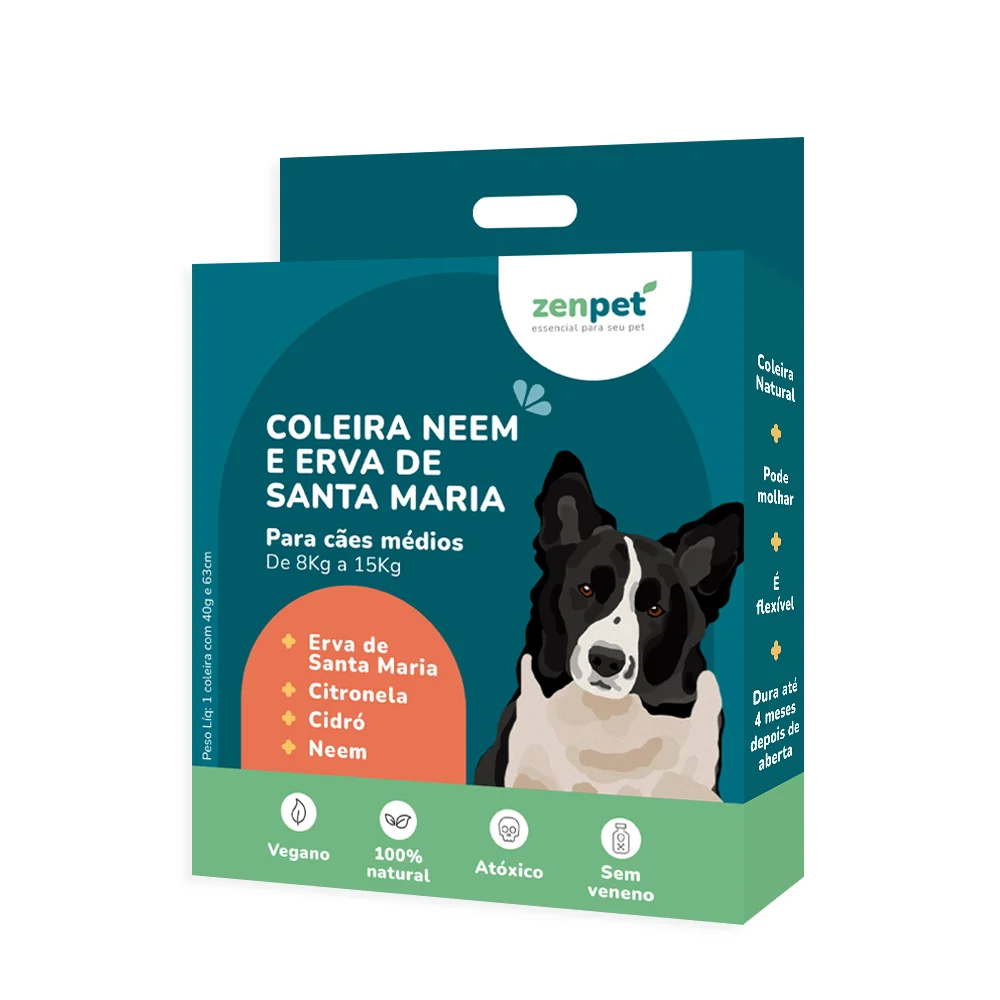 zenpet
essencial para seu pet
COLEIRA NEEM
E ERVA DE
SANTA MARIA
Para cães médios
De 8Kg a 15Kg
Erva de
Santa Maria
Citronela
Cidró
Neem
Peso Líq: 1 coleira com 40g e 63cm
Vegano
100%
natural
Atóxico
Sem
veneno
Coleira
Natural
Pode
molhar
É
flexível
Dura até
4 meses
depois de
aberta